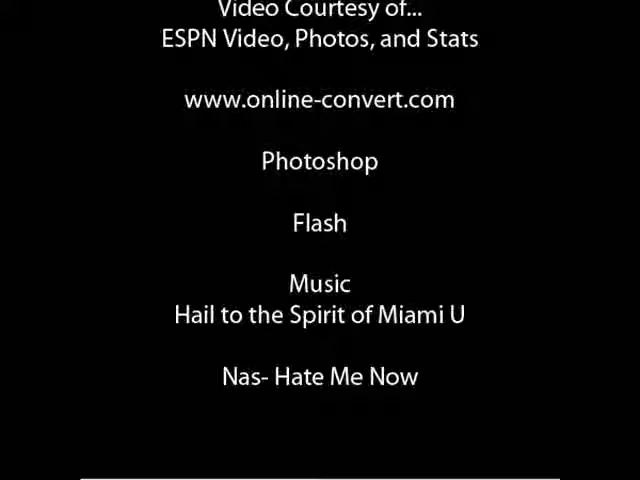 Video Courtesy of...
ESPN Video, Photos, and Stats
www.online-convert.com
Photoshop
Flash
Music
Hail to the Spirit of Miami U
Nas- Hate Me Now